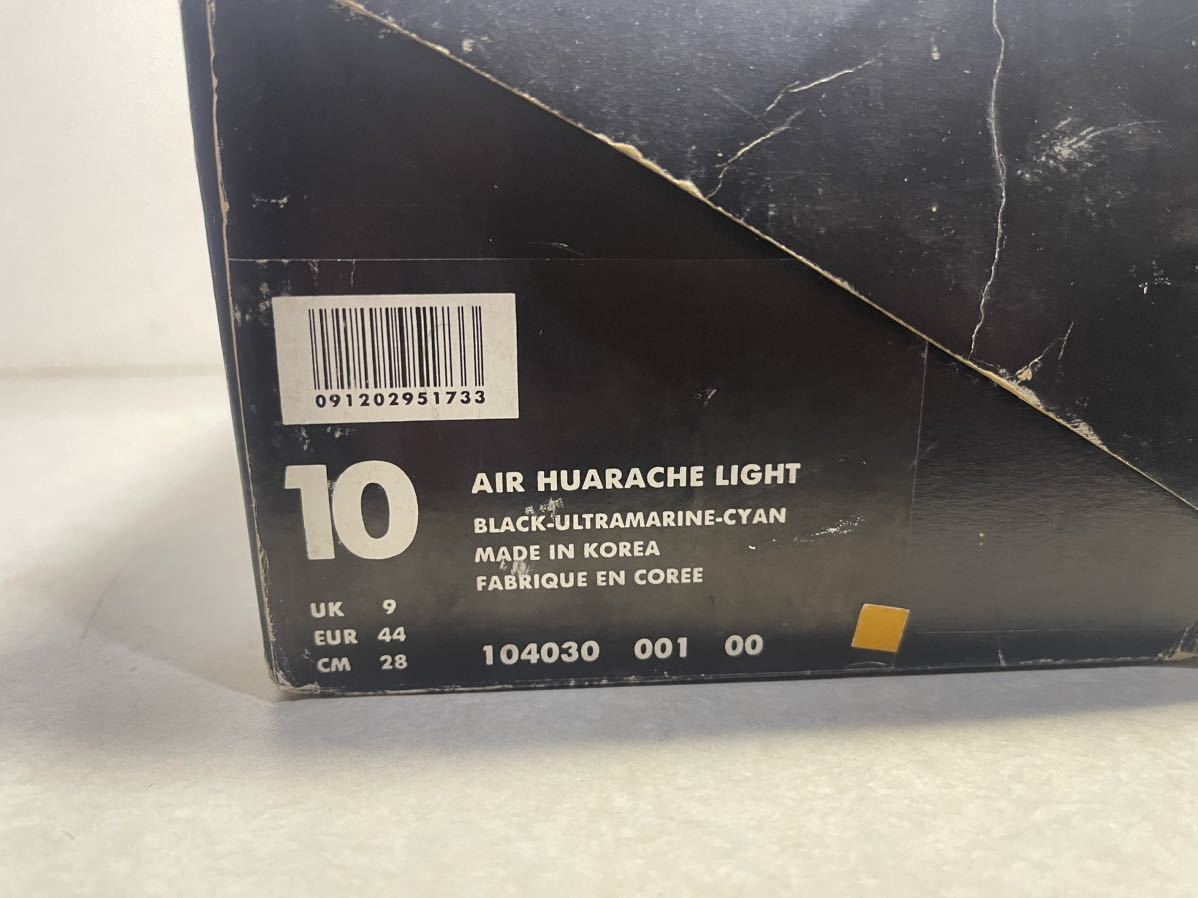 091202951733
10
AIR HUARACHE LIGHT
BLACK-ULTRAMARINE-CYAN
MADE IN KOREA
FABRIQUE EN COREE
UK 9
EUR 44
CM 28
104030 001 00